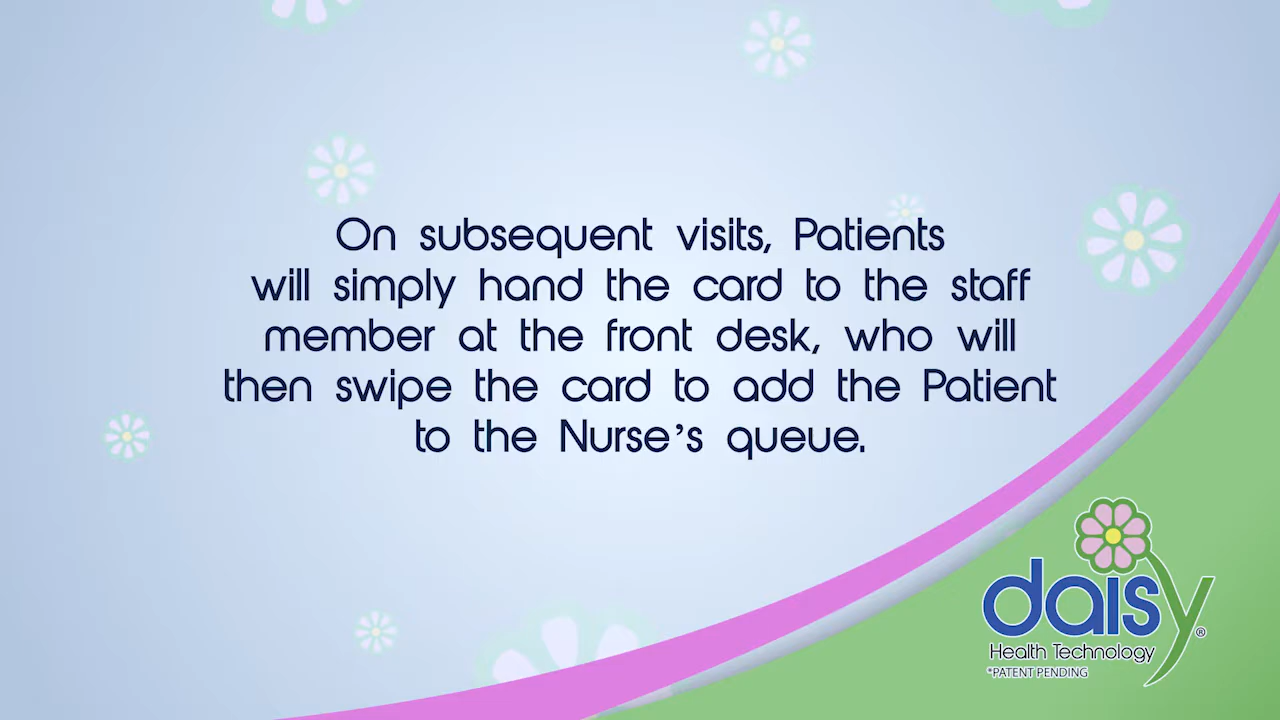 On subsequent visits, Patients
will simply hand the card to the staff
member at the front desk, who will
then swipe the card to add the Patient
to the Nurse’s queue.
daisy®
Health Technology
*PATENT PENDING